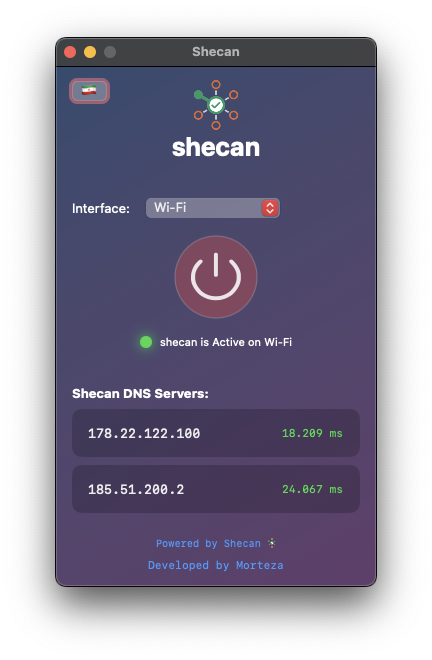 Shecan
shecan
Interface: Wi-Fi
shecan is Active on Wi-Fi
Shecan DNS Servers:
178.22.122.100 18.209 ms
185.51.200.2 24.067 ms
Powered by Shecan
Developed by Morteza